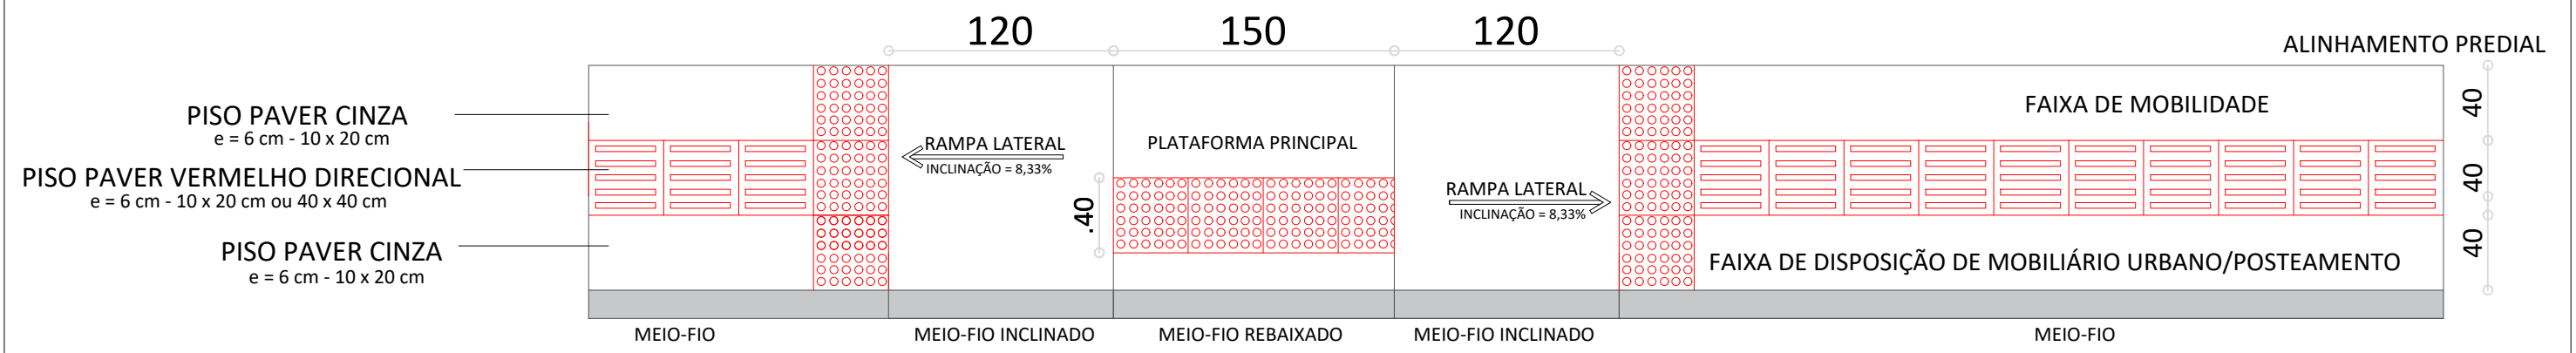 120
150
120
ALINHAMENTO PREDIAL
PISO PAVER CINZA
e = 6 cm - 10 x 20 cm
PISO PAVER VERMELHO DIRECIONAL
e = 6 cm - 10 x 20 cm ou 40 x 40 cm
PISO PAVER CINZA
e = 6 cm - 10 x 20 cm
RAMPA LATERAL
INCLINAÇÃO = 8,33%
PLATAFORMA PRINCIPAL
.40
RAMPA LATERAL
INCLINAÇÃO = 8,33%
FAIXA DE MOBILIDADE
FAIXA DE DISPOSIÇÃO DE MOBILIÁRIO URBANO/POSTEAMENTO
40
40
40
MEIO-FIO
MEIO-FIO INCLINADO
MEIO-FIO REBAIXADO
MEIO-FIO INCLINADO
MEIO-FIO